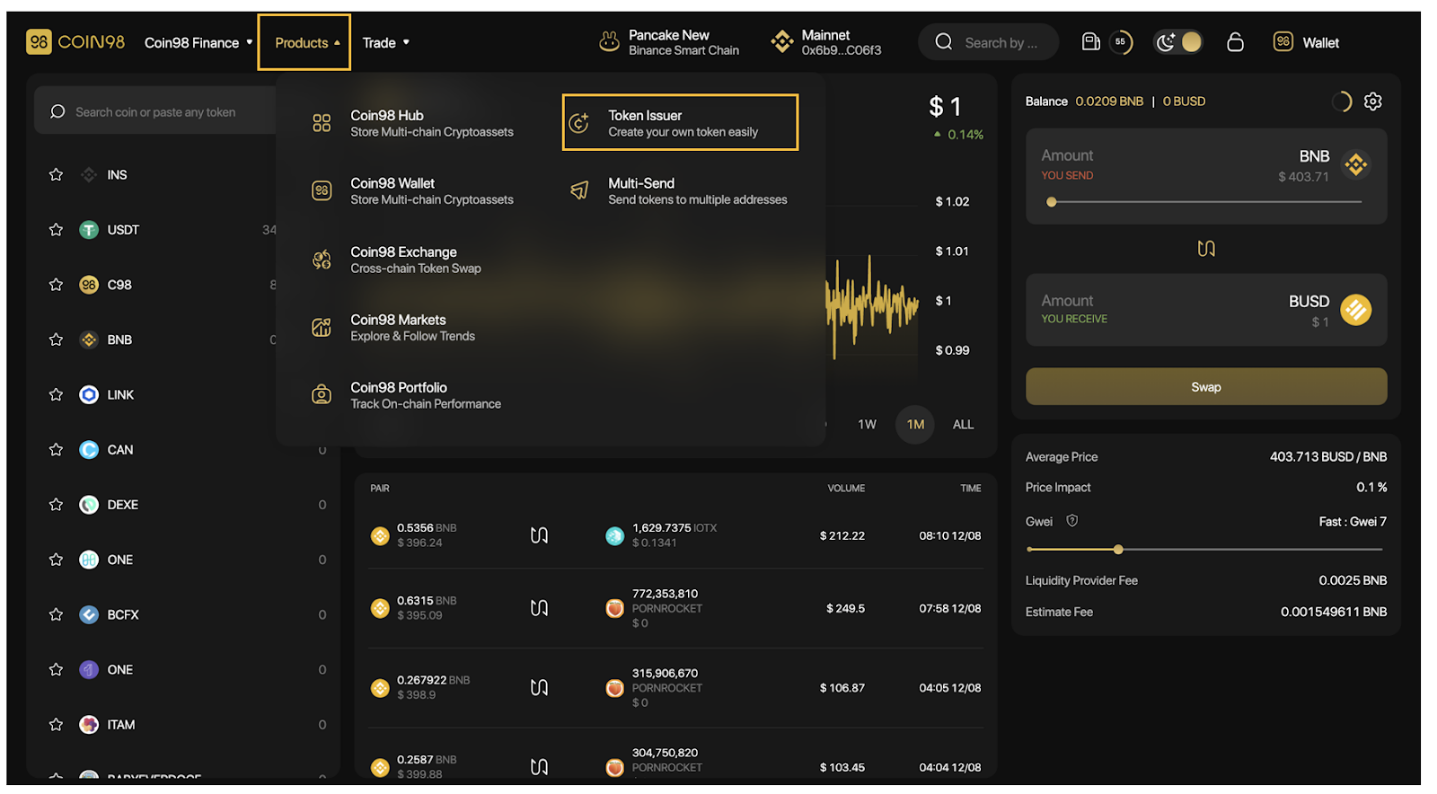 98 COIN98
Coin98 Finance
Products
Trade
Pancake New
Binance Smart Chain
Mainnet
0x6b9...C06f3
Search by ...
55
98 Wallet
Search coin or paste any token
INS
USDT 34
C98 8
BNB 0
LINK
CAN 0
DEXE 0
ONE 0
BCFX 0
ONE 0
ITAM 0
Coin98 Hub
Store Multi-chain Cryptoassets
Coin98 Wallet
Store Multi-chain Cryptoassets
Coin98 Exchange
Cross-chain Token Swap
Coin98 Markets
Explore & Follow Trends
Coin98 Portfolio
Track On-chain Performance
Token Issuer
Create your own token easily
Multi-Send
Send tokens to multiple addresses
$ 1
0.14%
$ 1.02
$ 1.01
$ 1
$ 0.99
1W 1M ALL
PAIR VOLUME TIME
0.5356 BNB
$ 396.24
1,629.7375 IOTX
$ 0.1341
$ 212.22 08:10 12/08
0.6315 BNB
$ 395.09
772,353,810
PORNROCKET
$ 0
$ 249.5 07:58 12/08
0.267922 BNB
$ 398.9
315,906,670
PORNROCKET
$ 0
$ 106.87 04:05 12/08
0.2587 BNB
$ 399.88
304,750,820
PORNROCKET
$ 103.45 04:04 12/08
Balance 0.0209 BNB | 0 BUSD
Amount
YOU SEND
BNB
$ 403.71
Amount
YOU RECEIVE
BUSD
$ 1
Swap
Average Price 403.713 BUSD / BNB
Price Impact 0.1 %
Gwei Fast : Gwei 7
Liquidity Provider Fee 0.0025 BNB
Estimate Fee 0.001549611 BNB